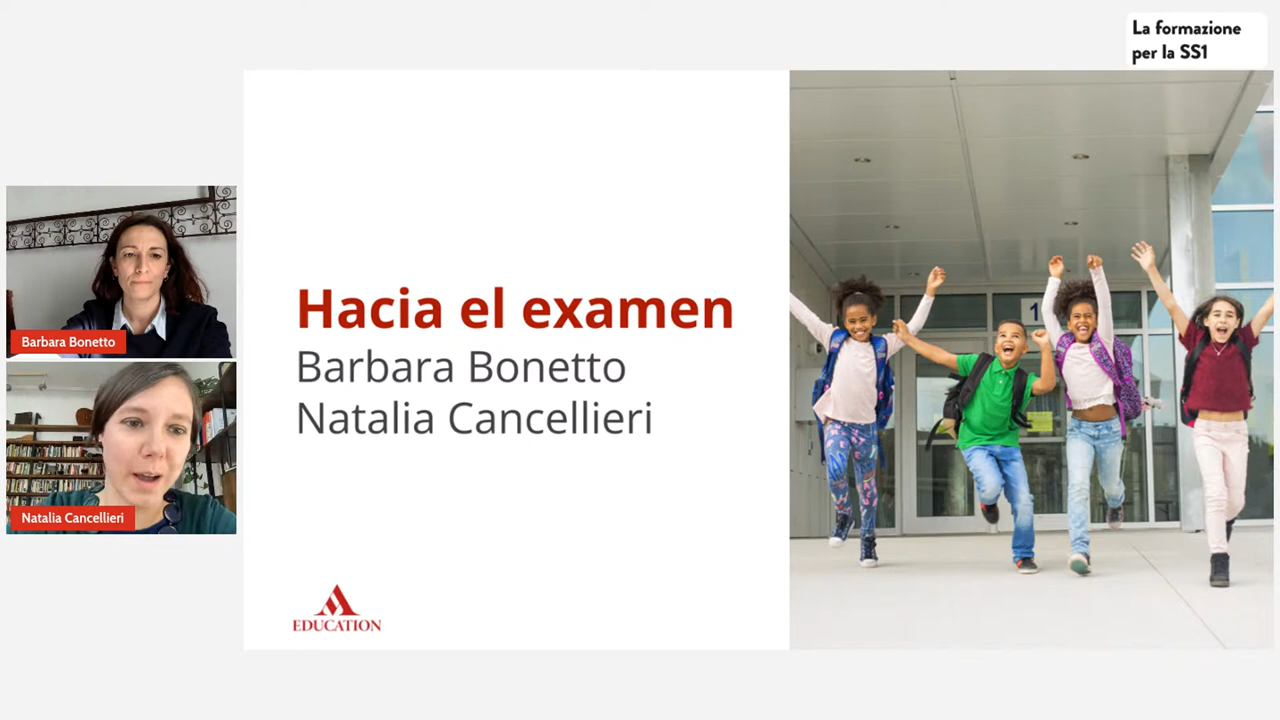 La formazione
per la SS1
Barbara Bonetto
Natalia Cancellieri
Hacia el examen
Barbara Bonetto
Natalia Cancellieri
EDUCATION
1